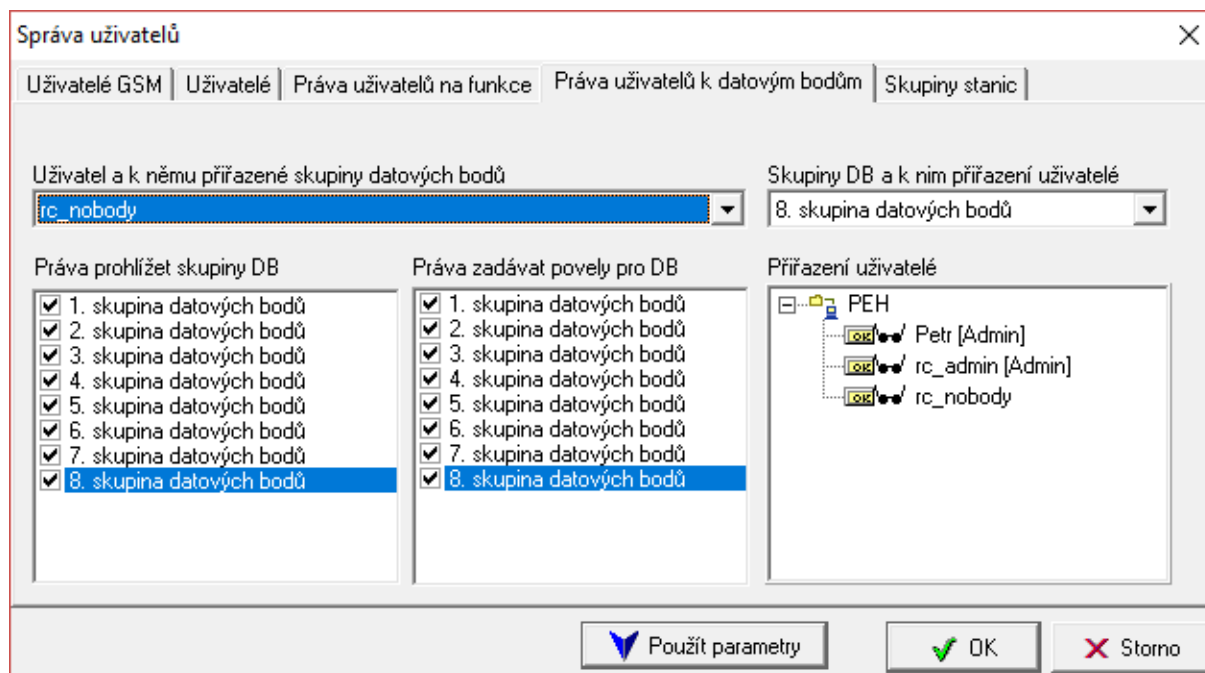 Správa uživatelů
Uživatelé GSM
Uživatelé
Práva uživatelů na funkce
Práva uživatelů k datovým bodům
Skupiny stanic
Uživatel a k němu přiřazené skupiny datových bodů
rc_nobody
Skupiny DB a k nim přiřazení uživatelé
8. skupina datových bodů
Práva prohlížet skupiny DB
1. skupina datových bodů
2. skupina datových bodů
3. skupina datových bodů
4. skupina datových bodů
5. skupina datových bodů
6. skupina datových bodů
7. skupina datových bodů
8. skupina datových bodů
Práva zadávat povely pro DB
1. skupina datových bodů
2. skupina datových bodů
3. skupina datových bodů
4. skupina datových bodů
5. skupina datových bodů
6. skupina datových bodů
7. skupina datových bodů
8. skupina datových bodů
Přiřazení uživatelé
PEH
OK Petr [Admin]
OK rc_admin [Admin]
OK rc_nobody
Použít parametry
OK
Storno